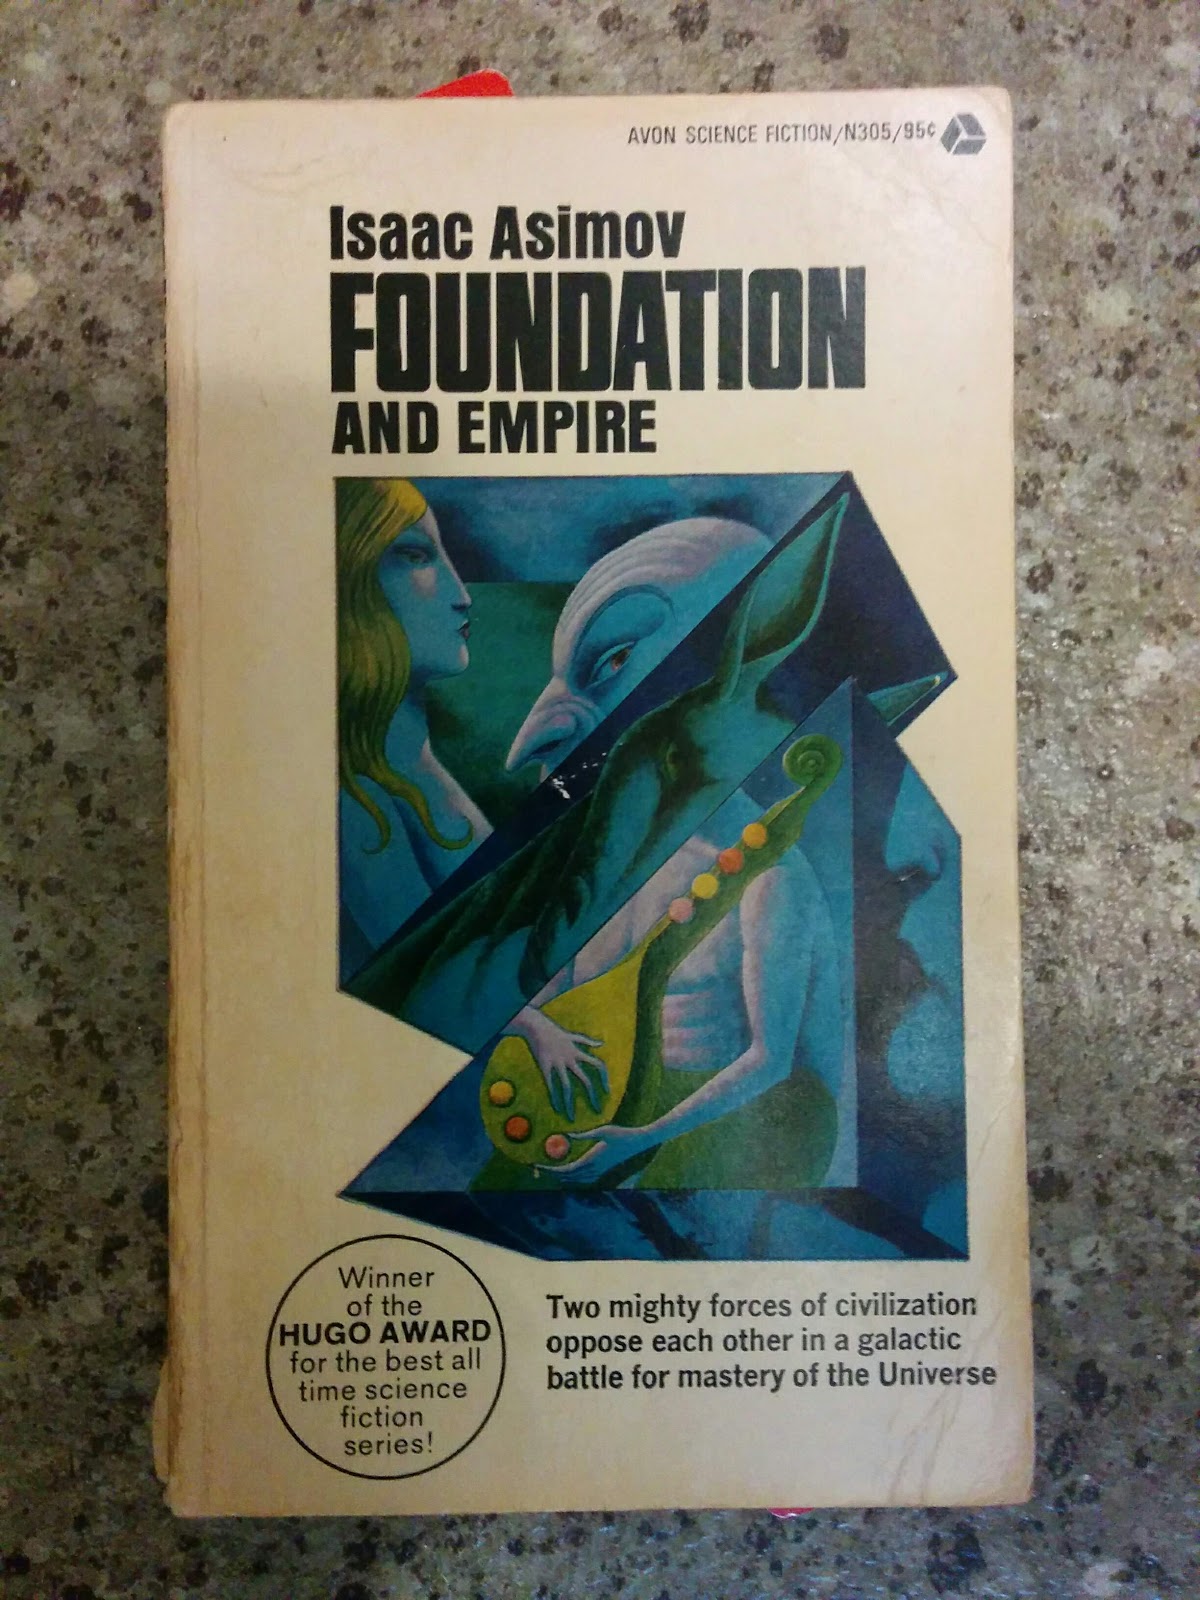 AVON SCIENCE FICTION/N305/95¢
Isaac Asimov
FOUNDATION
AND EMPIRE
Winner
of the
HUGO AWARD
for the best all
time science
fiction
series!
Two mighty forces of civilization
oppose each other in a galactic
battle for mastery of the Universe